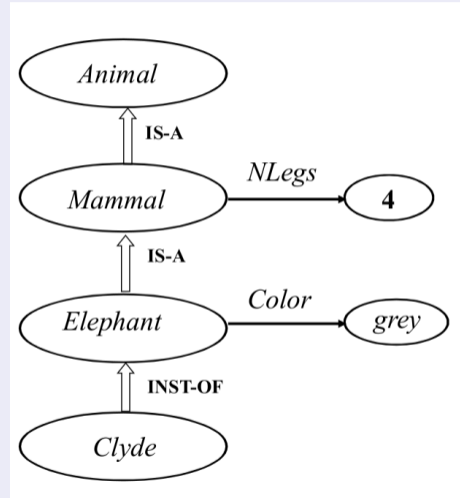 Animal
IS-A
NLegs
Mammal
4
IS-A
Color
Elephant
grey
INST-OF
Clyde